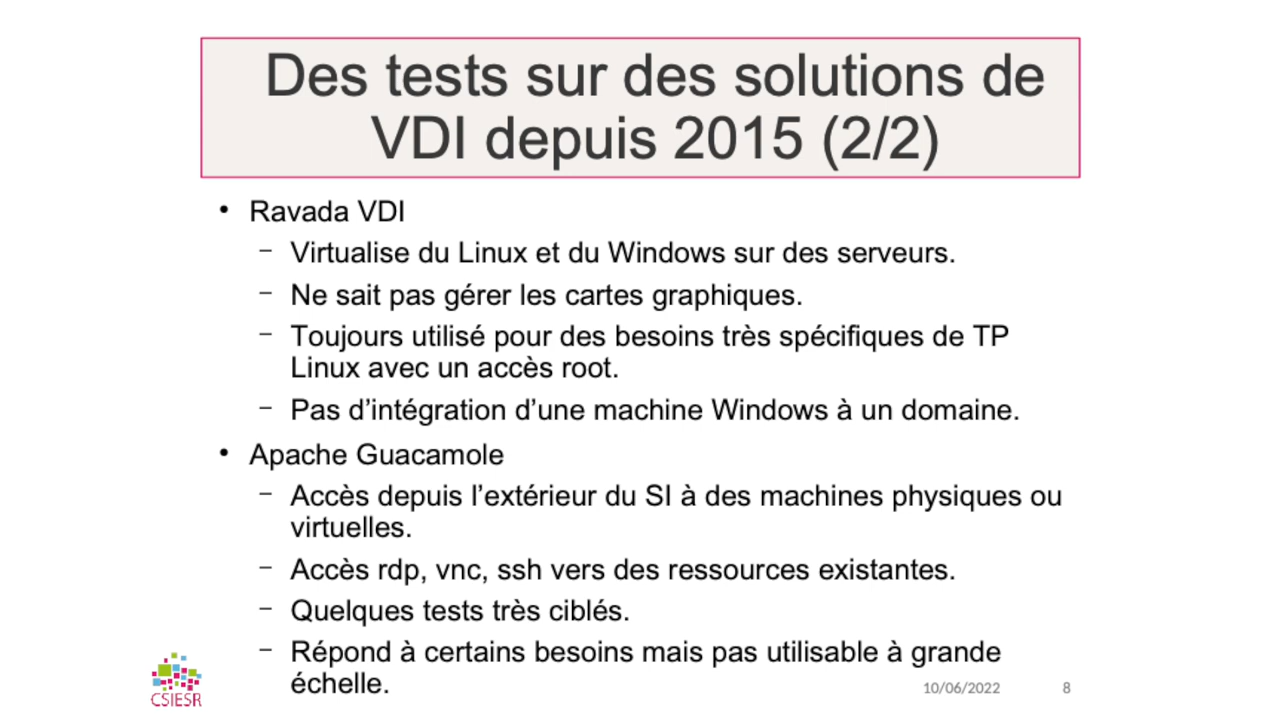 Des tests sur des solutions de
VDI depuis 2015 (2/2)
• Ravada VDI
– Virtualise du Linux et du Windows sur des serveurs.
– Ne sait pas gérer les cartes graphiques.
– Toujours utilisé pour des besoins très spécifiques de TP
Linux avec un accès root.
– Pas d’intégration d’une machine Windows à un domaine.
• Apache Guacamole
– Accès depuis l’extérieur du SI à des machines physiques ou
virtuelles.
– Accès rdp, vnc, ssh vers des ressources existantes.
– Quelques tests très ciblés.
– Répond à certains besoins mais pas utilisable à grande
échelle.
CSIESR
10/06/2022 8